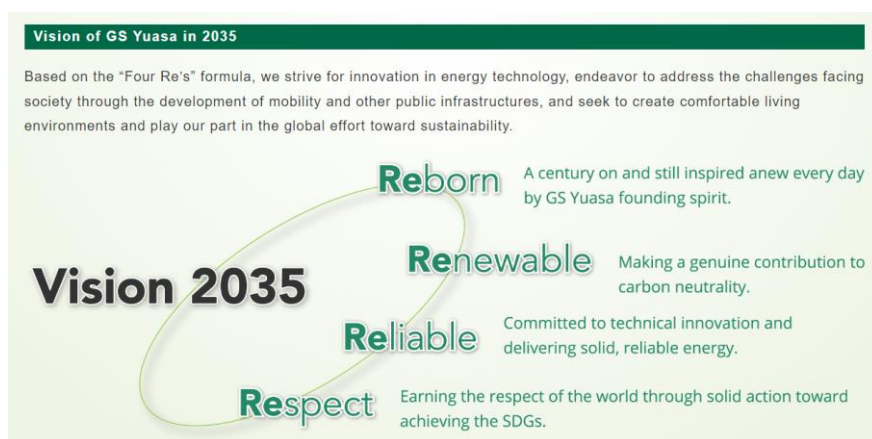 Vision of GS Yuasa in 2035
Based on the “Four Re’s” formula, we strive for innovation in energy technology, endeavor to address the challenges facing
society through the development of mobility and other public infrastructures, and seek to create comfortable living
environments and play our part in the global effort toward sustainability.
Vision 2035
Reborn
A century on and still inspired anew every day
by GS Yuasa founding spirit.
Renewable
Making a genuine contribution to
carbon neutrality.
Reliable
Committed to technical innovation and
delivering solid, reliable energy.
Respect
Earning the respect of the world through solid action toward
achieving the SDGs.